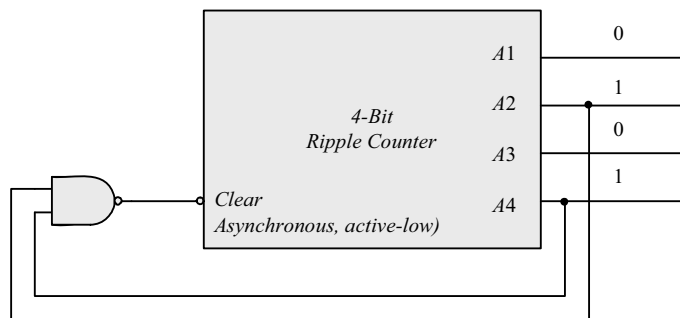 0
A1
1
A2
4-Bit
Ripple Counter
0
A3
1
A4
Clear
Asynchronous, active-low)